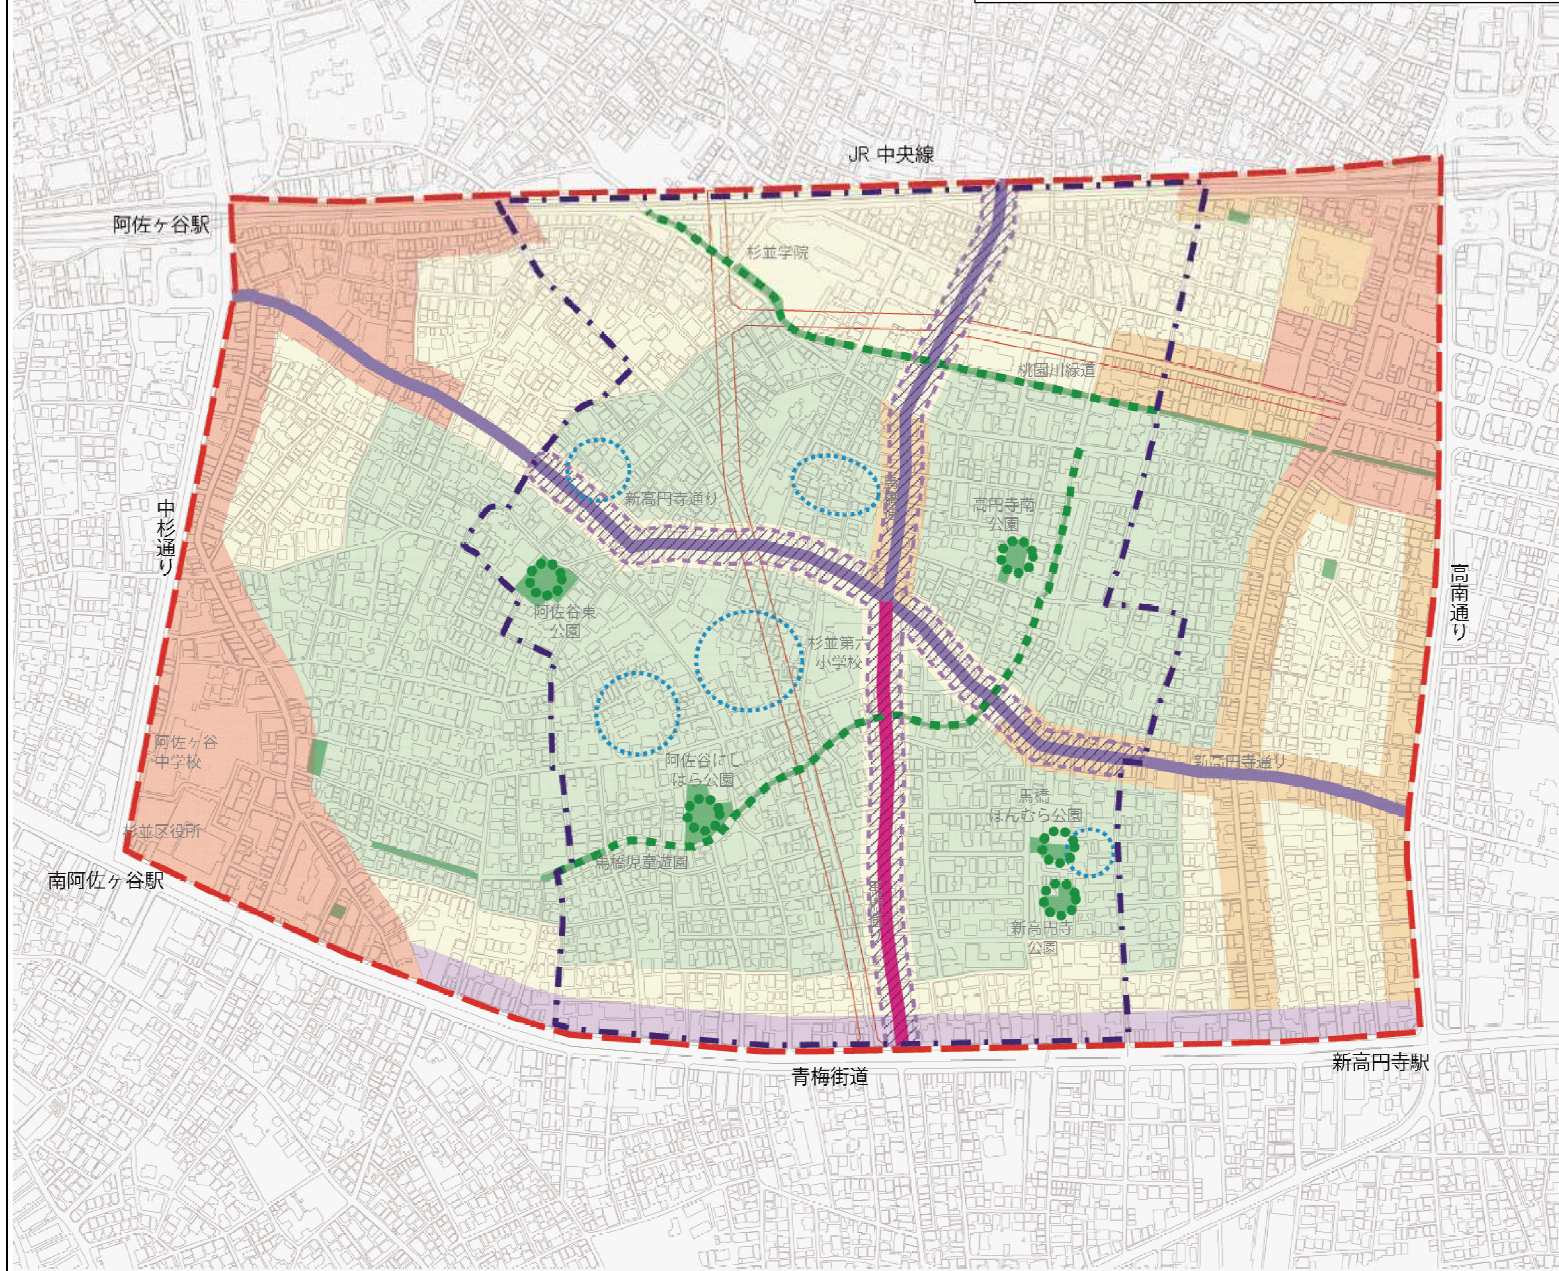 JR 中央線
阿佐ヶ谷駅
杉並学院
桃園川緑道
新高円寺通り
高円寺南
公園
中杉通り
高南通り
阿佐谷東
公園
杉並第六
小学校
阿佐ヶ谷
中学校
阿佐谷にし
はら公園
新高円寺通り
馬橋
ほんむら公園
杉並区役所
馬橋児童遊園
南阿佐ヶ谷駅
新高円寺
公園
青梅街道
新高円寺駅